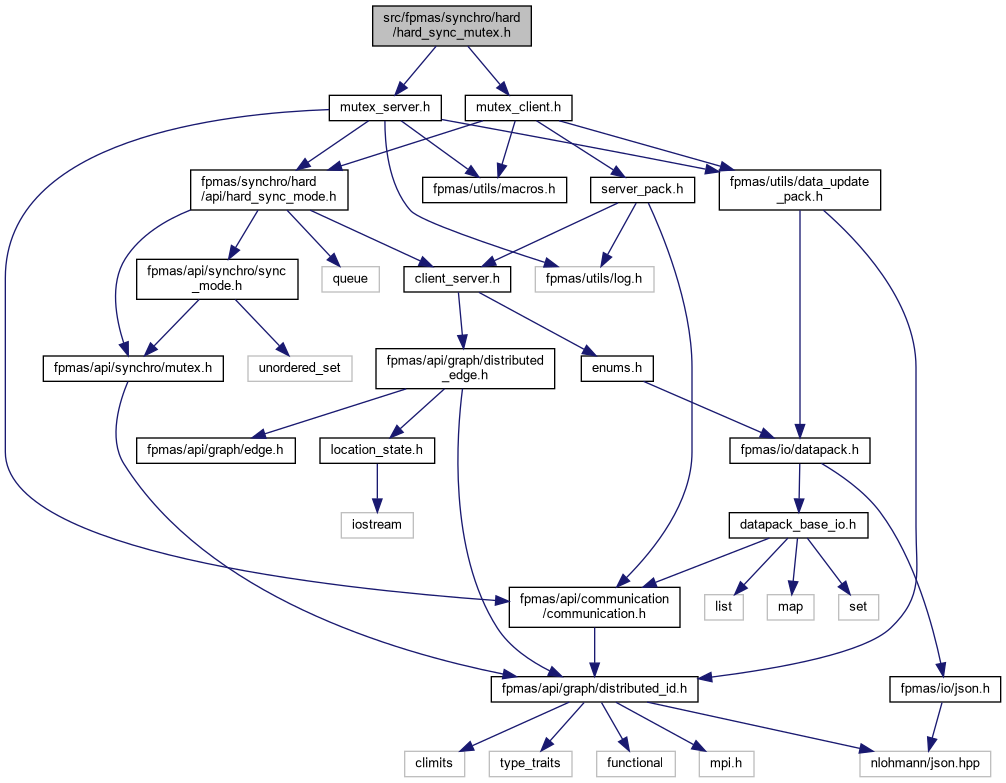 src/fpmas/synchro/hard
/hard_sync_mutex.h
mutex_server.h
mutex_client.h
fpmas/synchro/hard
/api/hard_sync_mode.h
fpmas/utils/macros.h
server_pack.h
fpmas/utils/data_update
_pack.h
fpmas/api/synchro/sync
_mode.h
queue
client_server.h
fpmas/utils/log.h
fpmas/api/synchro/mutex.h
unordered_set
fpmas/api/graph/distributed
_edge.h
enums.h
fpmas/api/graph/edge.h
location_state.h
fpmas/io/datapack.h
iostream
datapack_base_io.h
fpmas/api/communication
/communication.h
list
map
set
fpmas/api/graph/distributed_id.h
fpmas/io/json.h
climits
type_traits
functional
mpi.h
nlohmann/json.hpp